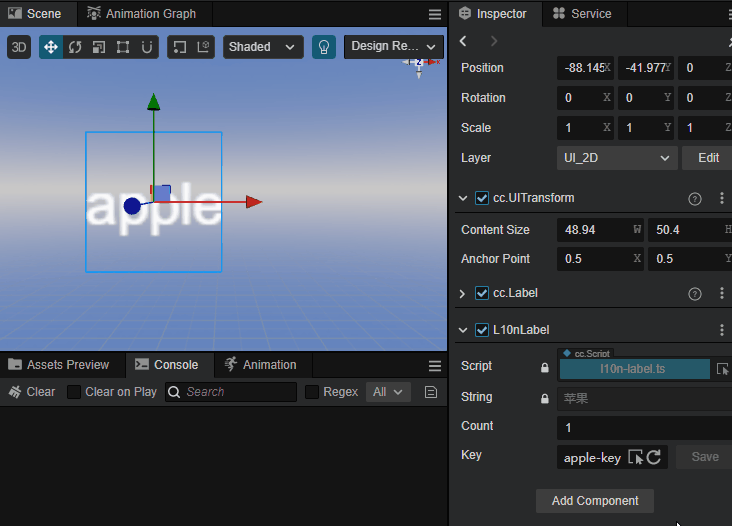 Scene Animation Graph
3D Shaded Design Re...
apple
Assets Preview Console Animation
Clear Clear on Play Search Regex All
Inspector Service
Position -88.145 X -41.977 Y 0 Z
Rotation 0 X 0 Y 0 Z
Scale 1 X 1 Y 1 Z
Layer UI_2D Edit
cc.UITransform
Content Size 48.94 W 50.4 H
Anchor Point 0.5 X 0.5 Y
cc.Label
L10nLabel
cc.Script
Script l10n-label.ts
String 苹果
Count 1
Key apple-key Save
Add Component